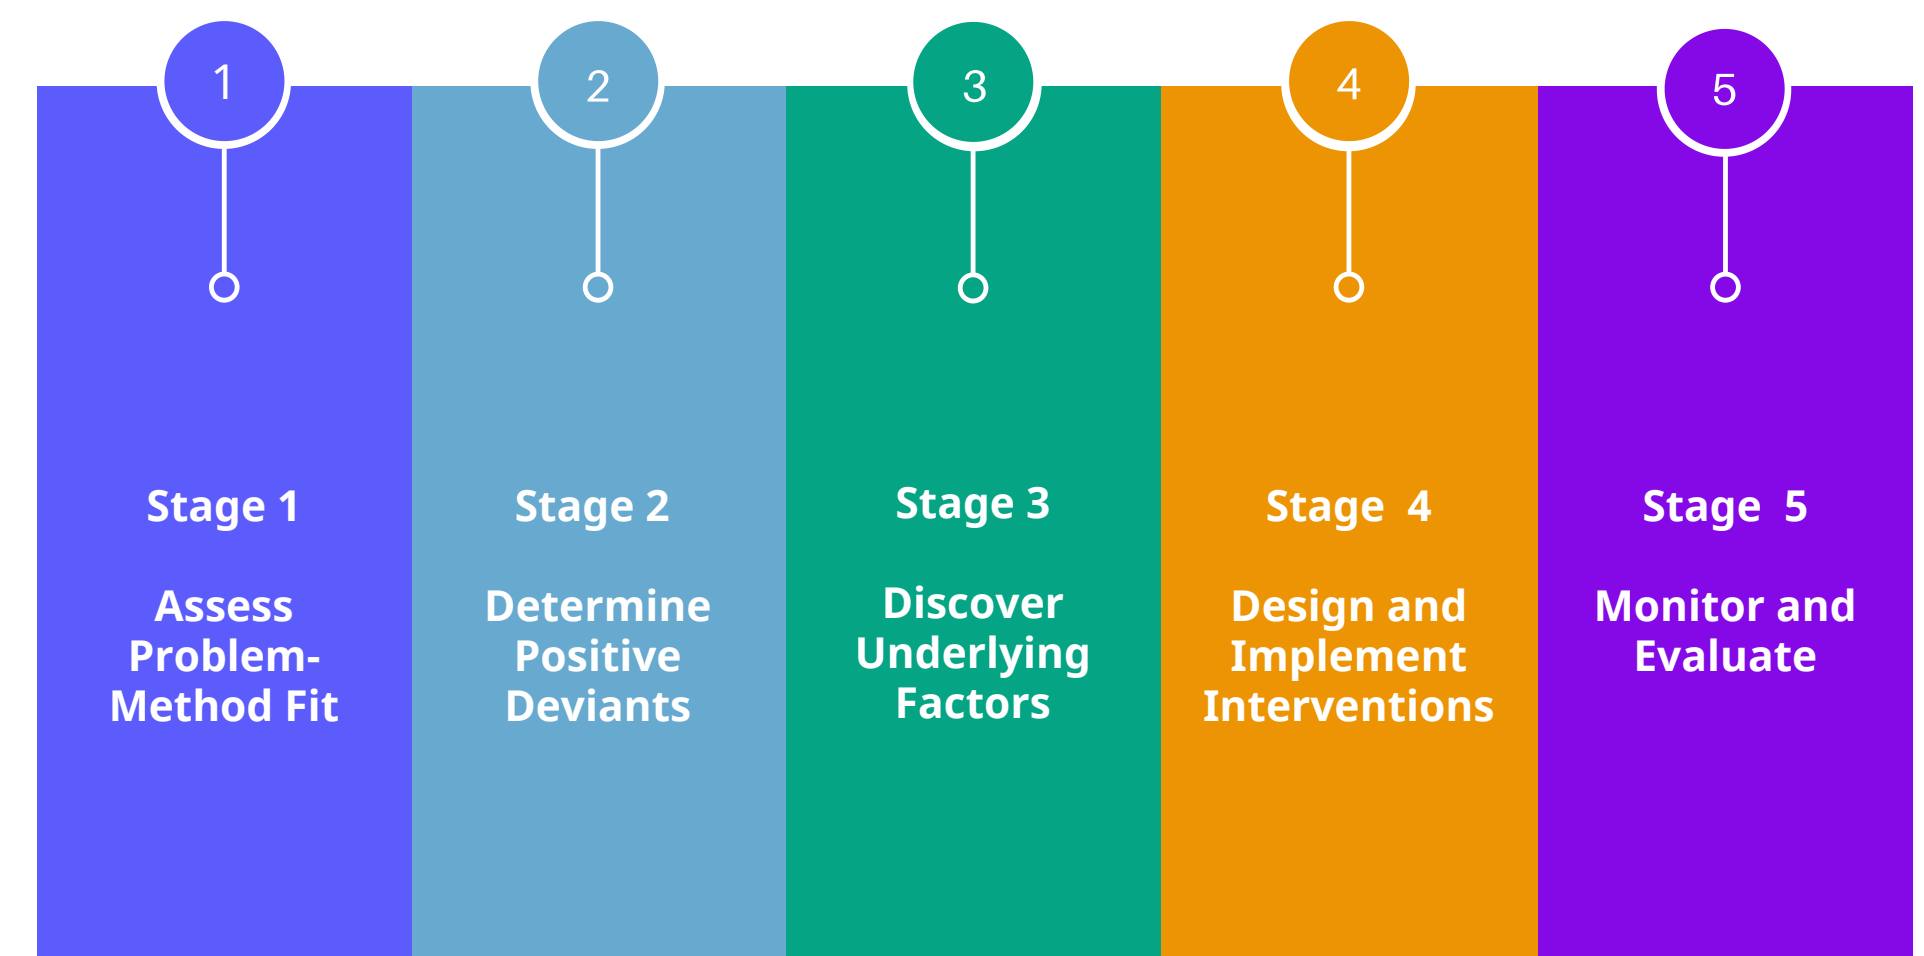 1
2
3
4
5
Stage 1
Assess
Problem-
Method Fit
Stage 2
Determine
Positive
Deviants
Stage 3
Discover
Underlying
Factors
Stage  4
Design and
Implement
Interventions
Stage  5
Monitor and
Evaluate